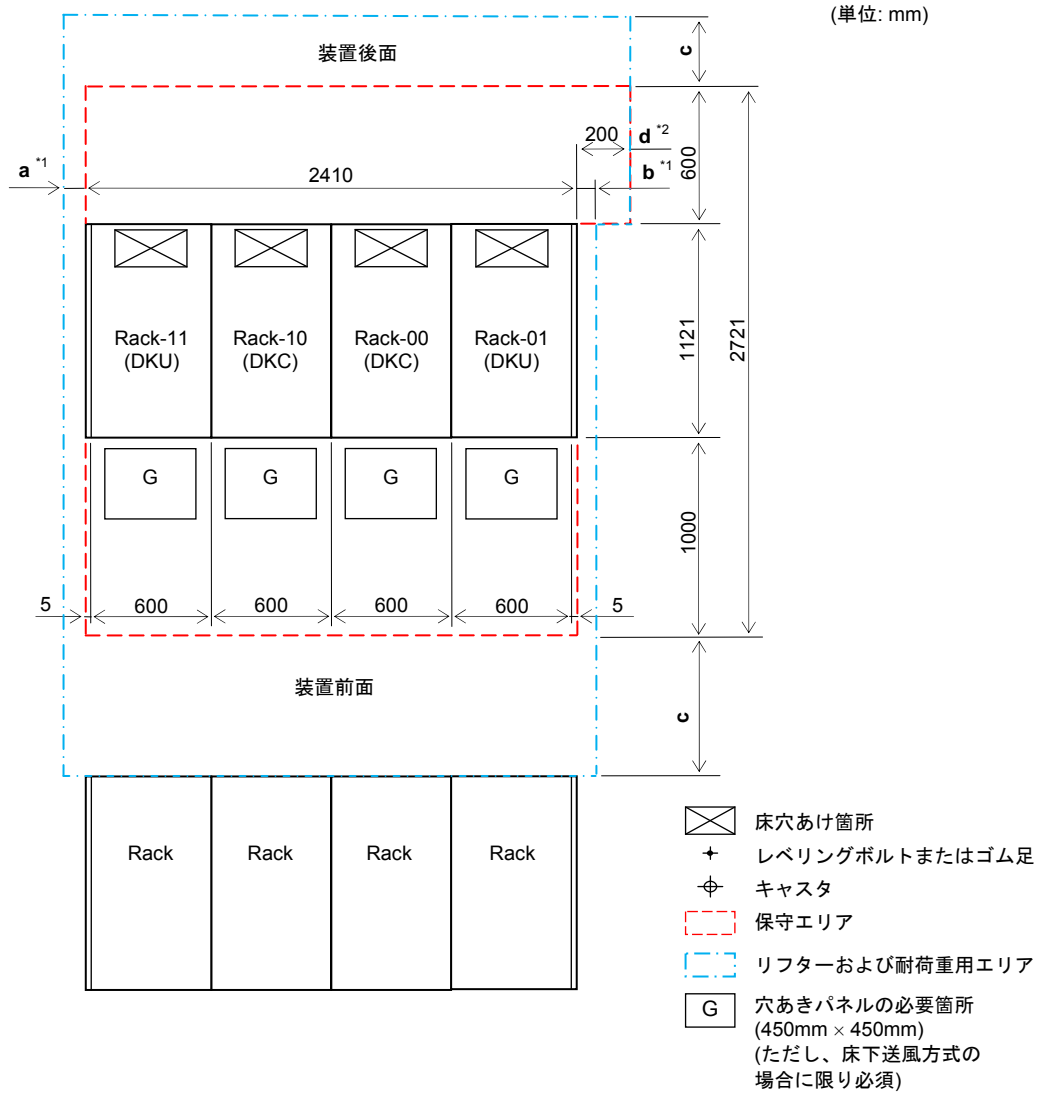 (単位: mm)
装置後面
c
200
d *2
600
a *1
2410
b *1
Rack-11
(DKU)
Rack-10
(DKC)
Rack-00
(DKC)
Rack-01
(DKU)
1121
2721
G
G
G
G
1000
5
600
600
600
600
5
装置前面
c
Rack
Rack
Rack
Rack
床穴あけ箇所
レベリングボルトまたはゴム足
キャスタ
保守エリア
リフターおよび耐荷重用エリア
G
穴あきパネルの必要箇所
(450mm × 450mm)
(ただし、床下送風方式の
場合に限り必須)